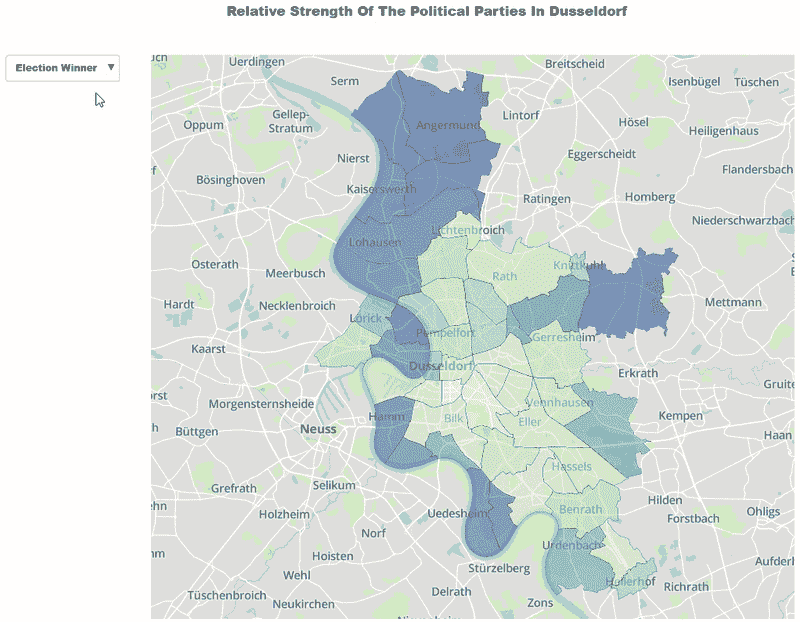 Relative Strength Of The Political Parties In Dusseldorf
Election Winner ▼
Uerdingen
Breitscheid
Serm
Isenbügel
Tüschen
Gellep-
Stratum
Oppum
Lintorf
Hösel
Heiligenhaus
Angermund
Nierst
Eggerscheidt
Flandersbach
Bösinghoven
Kaiserswerth
Ratingen
Homberg
Niederschwarzbach
Lichtenbroich
Lohausen
Osterath
Meerbusch
Rath
Knittkuhl
Hardt
Necklenbroich
Mettmann
Lörick
Pempelfort
Gerresheim
Kaarst
Dusseldorf
Erkrath
Morgensternsheide
Vennhausen
Hamm
Bilk
Eller
Kempen
Büttgen
Neuss
Haan
Hassels
Grefrath
Selikum
Hilden
Holzheim
Uedesheim
Benrath
Forstbach
Ohligs
Norf
Urdenbach
Hoisten
Stürzelberg
Wehl
Hellerhof
Richrath
Tüschenbroich
Delrath
Neukirchen
Zons